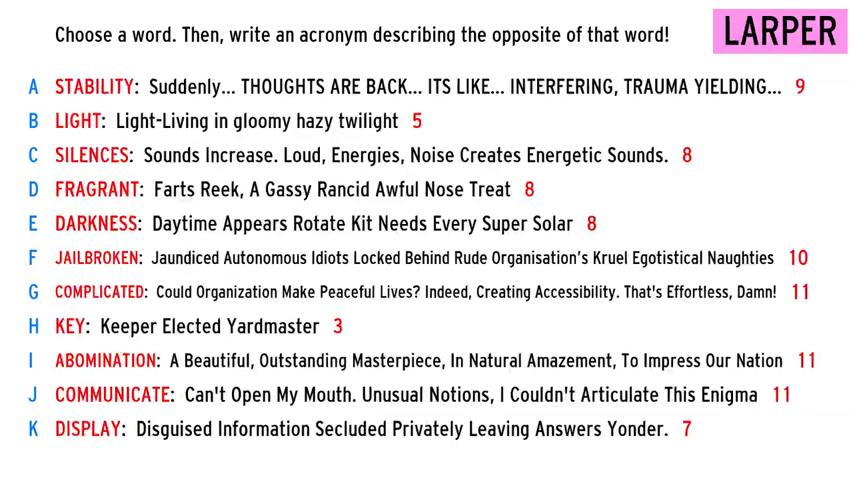 Choose a word. Then, write an acronym describing the opposite of that word!
LARPER
A STABILITY: Suddenly... THOUGHTS ARE BACK... ITS LIKE... INTERFERING, TRAUMA YIELDING... 9
B LIGHT: Light-Living in gloomy hazy twilight 5
C SILENCES: Sounds Increase. Loud, Energies, Noise Creates Energetic Sounds. 8
D FRAGRANT: Farts Reek, A Gassy Rancid Awful Nose Treat 8
E DARKNESS: Daytime Appears Rotate Kit Needs Every Super Solar 8
F JAILBROKEN: Jaundiced Autonomous Idiots Locked Behind Rude Organisation's Kruel Egotistical Naughties 10
G COMPLICATED: Could Organization Make Peaceful Lives? Indeed, Creating Accessibility. That's Effortless, Damn! 11
H KEY: Keeper Elected Yardmaster 3
I ABOMINATION: A Beautiful, Outstanding Masterpiece, In Natural Amazement, To Impress Our Nation 11
J COMMUNICATE: Can't Open My Mouth. Unusual Notions, I Couldn't Articulate This Enigma 11
K DISPLAY: Disguised Information Secluded Privately Leaving Answers Yonder. 7